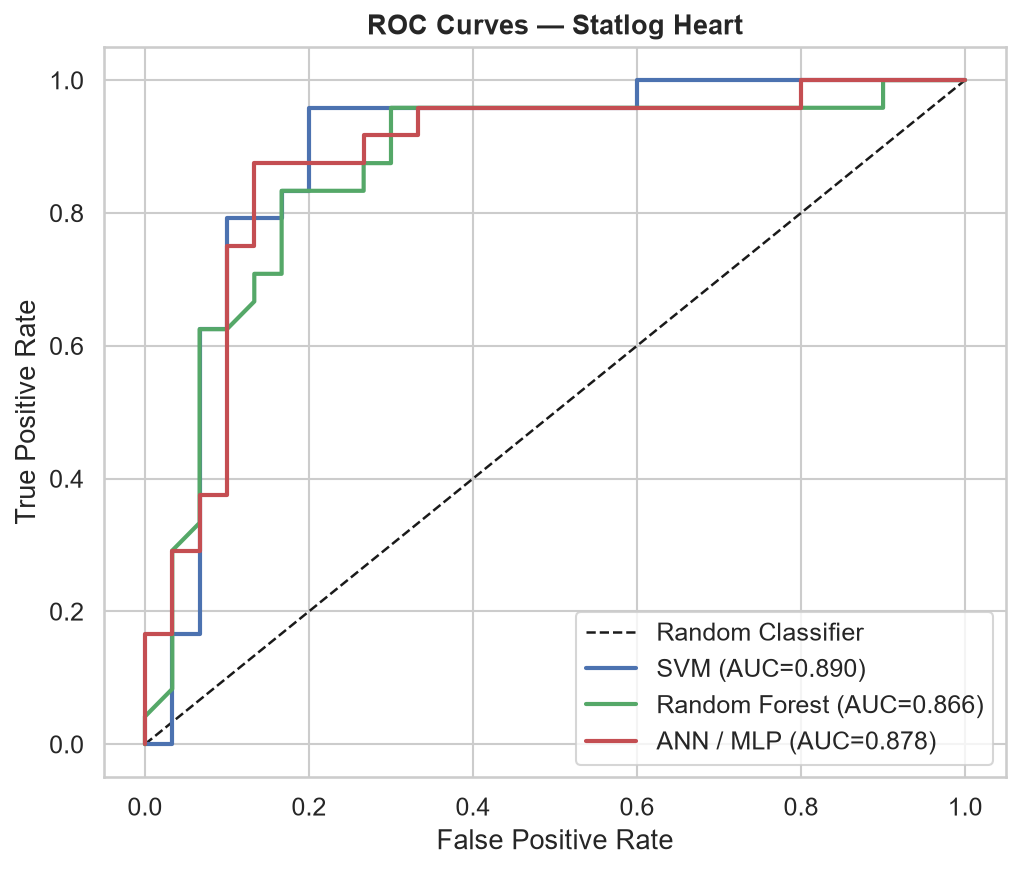 ROC Curves — Statlog Heart
True Positive Rate
1.0
0.8
0.6
0.4
0.2
0.0
0.0 0.2 0.4 0.6 0.8 1.0
False Positive Rate
Random Classifier
SVM (AUC=0.890)
Random Forest (AUC=0.866)
ANN / MLP (AUC=0.878)